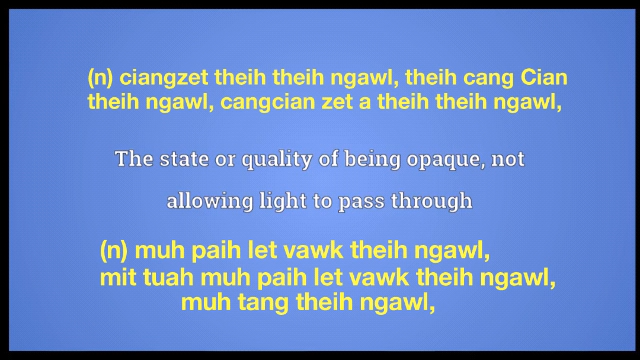 (n) ciangzet theih theih ngawl, theih cang Cian
theih ngawl, cangcian zet a theih theih ngawl,
The state or quality of being opaque, not
allowing light to pass through
(n) muh paih let vawk theih ngawl,
mit tuah muh paih let vawk theih ngawl,
muh tang theih ngawl,